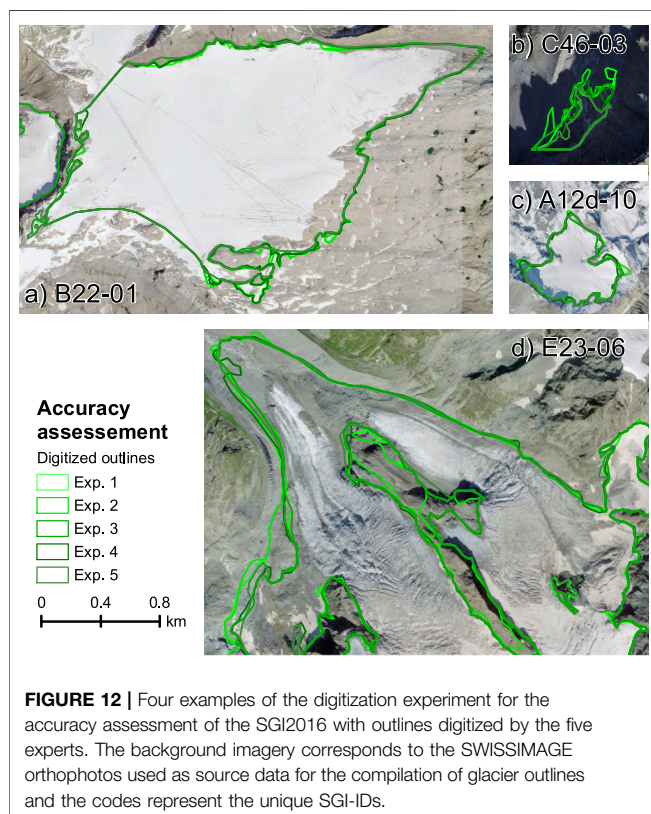 b) C46-03
c) A12d-10
a) B22-01
d) E23-06
Accuracy
assessement
Digitized outlines
Exp. 1
Exp. 2
Exp. 3
Exp. 4
Exp. 5
0 0.4 0.8
km
FIGURE 12 | Four examples of the digitization experiment for the
accuracy assessment of the SGI2016 with outlines digitized by the five
experts. The background imagery corresponds to the SWISSIMAGE
orthophotos used as source data for the compilation of glacier outlines
and the codes represent the unique SGI-IDs.